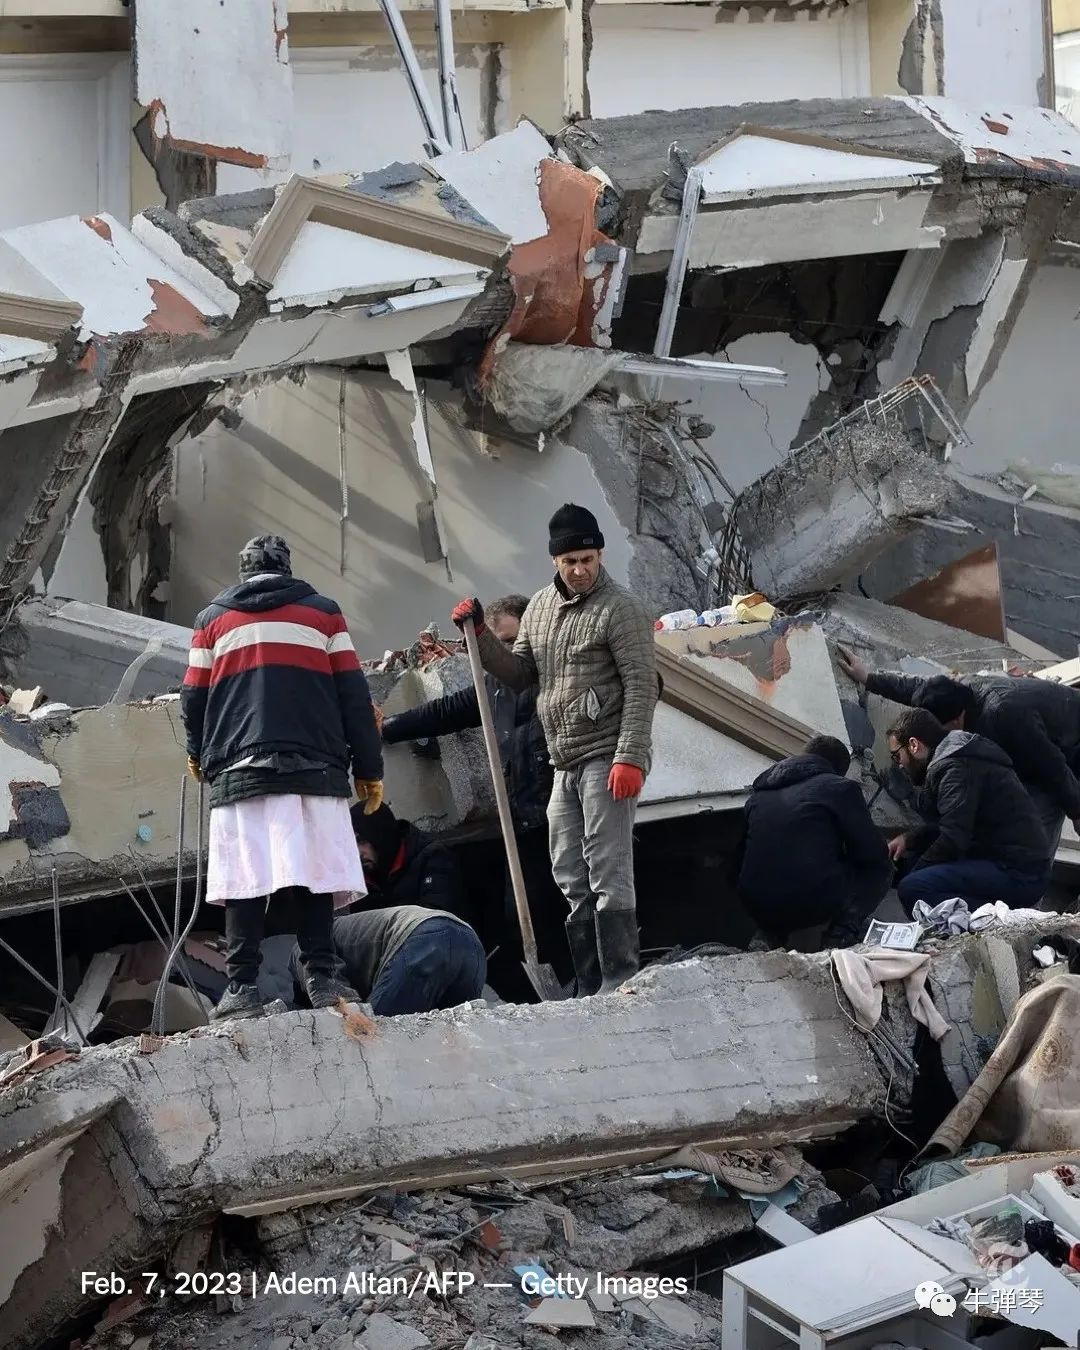 Feb. 7, 2023 | Adem Altan/AFP — Getty Images
牛弹琴